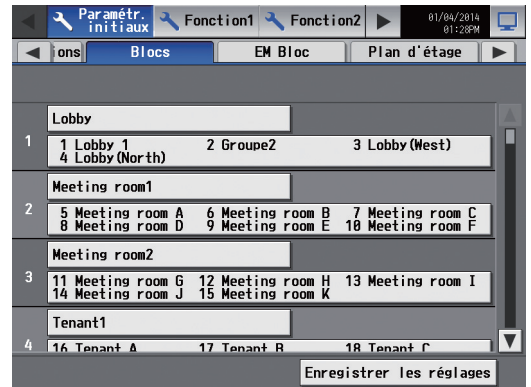 Paramétr. initiaux Fonction1 Fonction2 01/04/2014 01:28PM
ions Blocs EM Bloc Plan d'étage
Lobby
1
1 Lobby 1 2 Groupe2 3 Lobby(West)
4 Lobby(North)
Meeting room1
2
5 Meeting room A 6 Meeting room B 7 Meeting room C
8 Meeting room D 9 Meeting room E 10 Meeting room F
Meeting room2
3
11 Meeting room G 12 Meeting room H 13 Meeting room I
14 Meeting room J 15 Meeting room K
Tenant1
4
16 Tenant A 17 Tenant B 18 Tenant C
Enregistrer les réglages